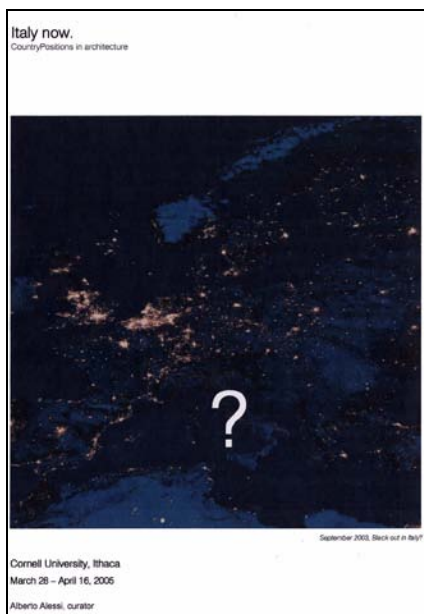 Italy now.
CountryPositions in architecture
?
September 2003, Black out in Italy?
Cornell University, Ithaca
March 28 – April 16, 2005
Alberto Alessi, curator